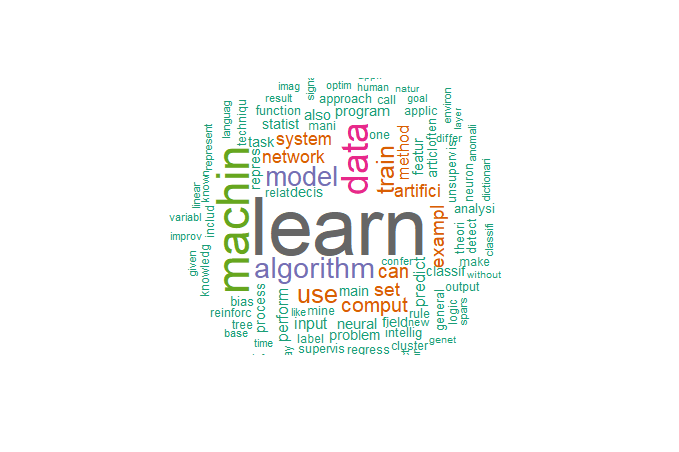 imag
optim
human
natur
result
approach
call
goal
function
also
program
applic
environ
layer
statist
mani
one
often
differ
anomali
languag
techniqu
task
system
data
method
featur
articl
unsupervis
neuron
dictionari
represent
repres
network
train
artifici
machin
model
relat
decis
known
linear
includ
variabl
learn
exampl
analysi
theori
detect
classifi
improv
given
knowledg
algorithm
confer
can
predict
classif
make
without
process
use
main
set
comput
output
general
logic
spars
bias
reinforc
tree
base
perform
like
mine
input
neural
field
new
rule
intellig
time
label
problem
cluster
genet
supervis
regress